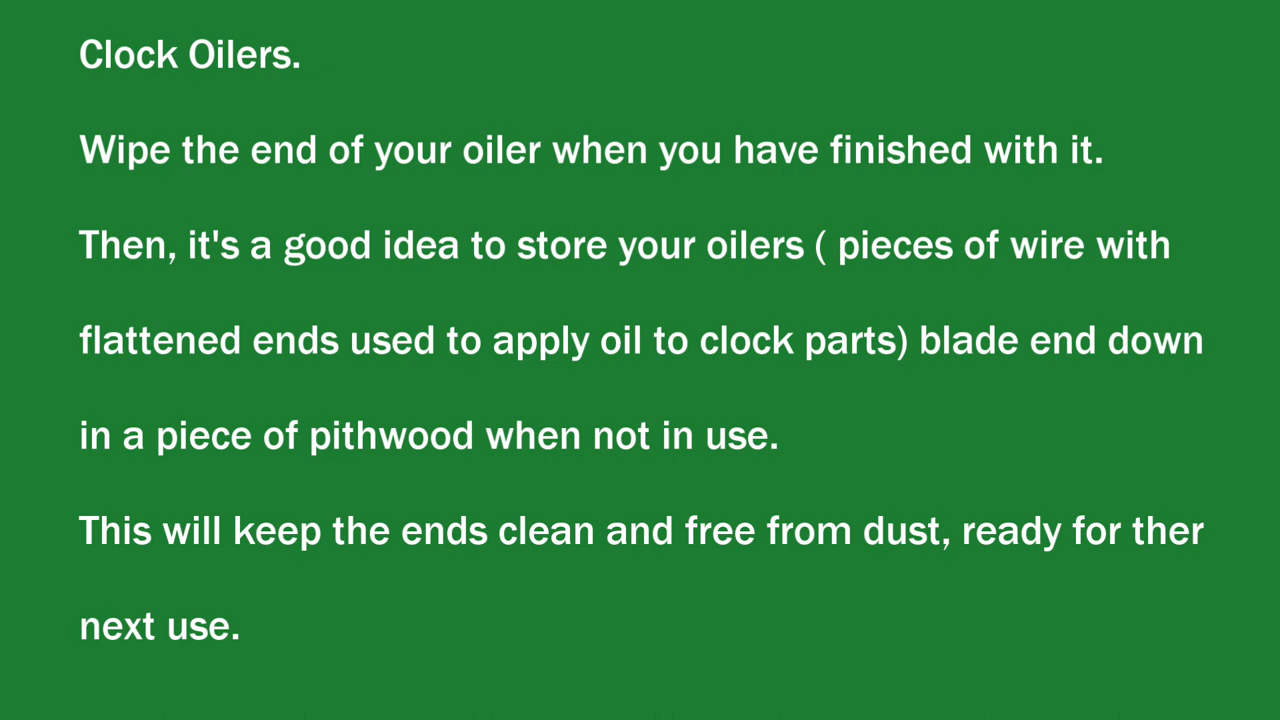 Clock Oilers.
Wipe the end of your oiler when you have finished with it.
Then, it's a good idea to store your oilers ( pieces of wire with
flattened ends used to apply oil to clock parts) blade end down
in a piece of pithwood when not in use.
This will keep the ends clean and free from dust, ready for ther
next use.